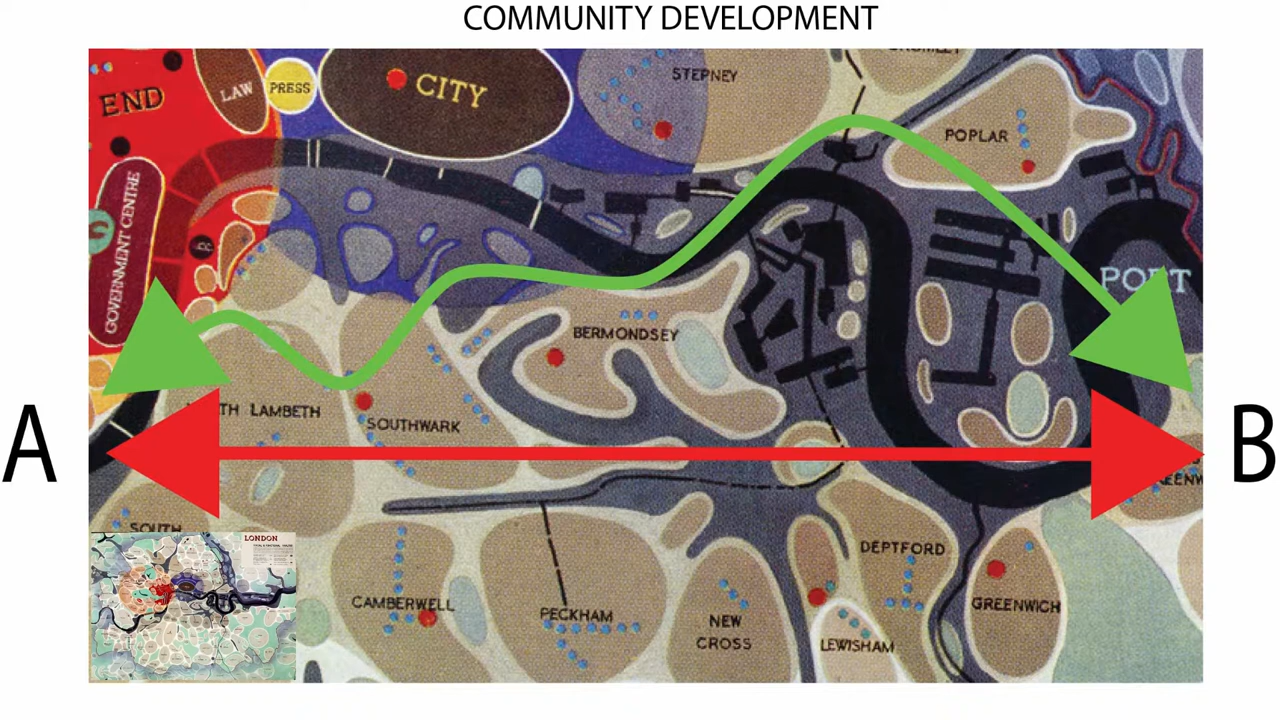 COMMUNITY DEVELOPMENT
END
LAW
PRESS
CITY
STEPNEY
POPLAR
GOVERNMENT CENTRE
PORT
BERMONDSEY
A
LAMBETH
SOUTHWARK
B
SOUTH
DEPTFORD
CAMBERWELL
PECKHAM
NEW
CROSS
LEWISHAM
GREENWICH
LONDON